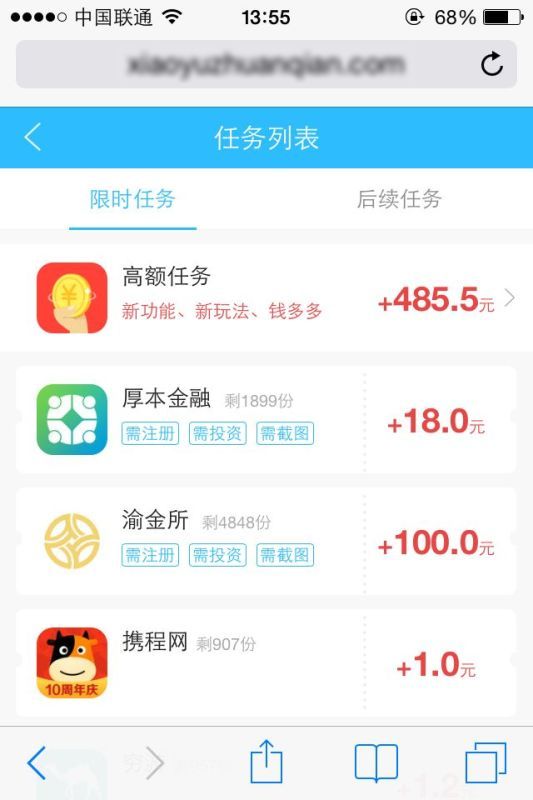 中国联通
13:55
68%
xiaoyuzhuanqian.com
任务列表
限时任务
后续任务
高额任务
新功能、新玩法、钱多多
+485.5元
厚本金融 剩1899份
需注册 需投资 需截图
+18.0元
渝金所 剩4848份
需注册 需投资 需截图
+100.0元
携程网 剩907份
10周年庆
+1.0元
+1.2元